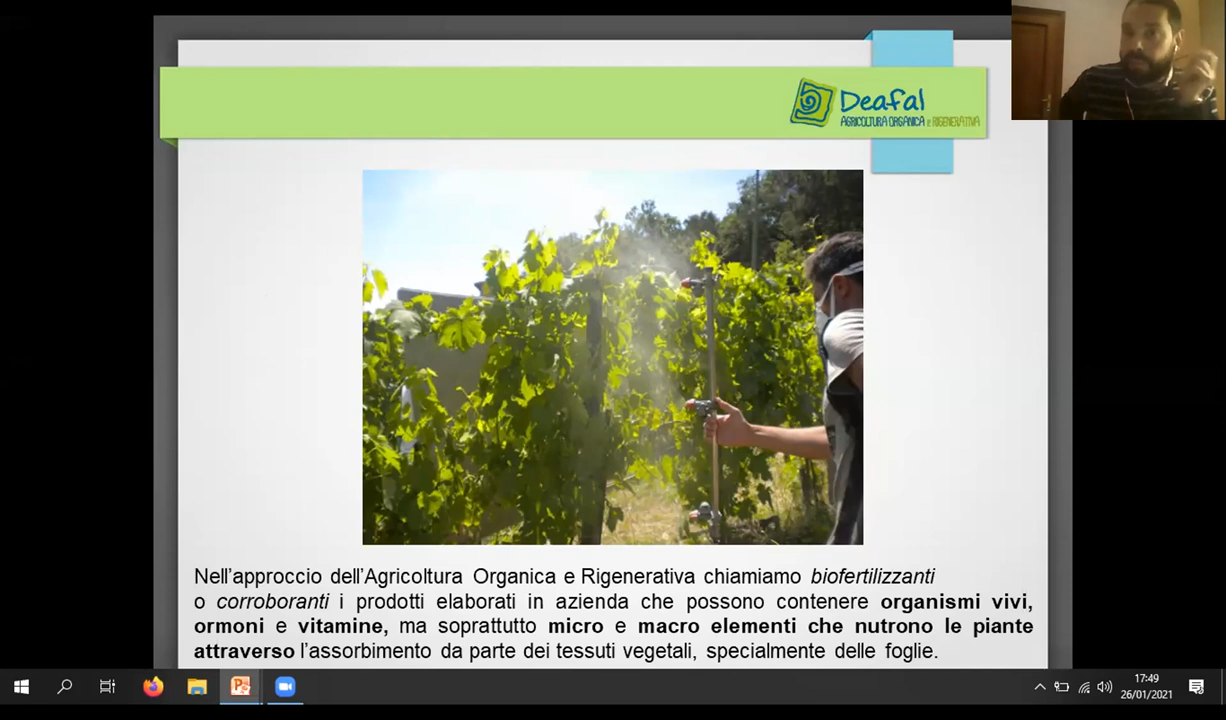 Deafal
AGRICOLTURA ORGANICA e RIGENERATIVA
Nell’approccio dell’Agricoltura Organica e Rigenerativa chiamiamo biofertilizzanti
o corroboranti i prodotti elaborati in azienda che possono contenere organismi vivi,
ormoni e vitamine, ma soprattutto micro e macro elementi che nutrono le piante
attraverso l’assorbimento da parte dei tessuti vegetali, specialmente delle foglie.
17:49
26/01/2021